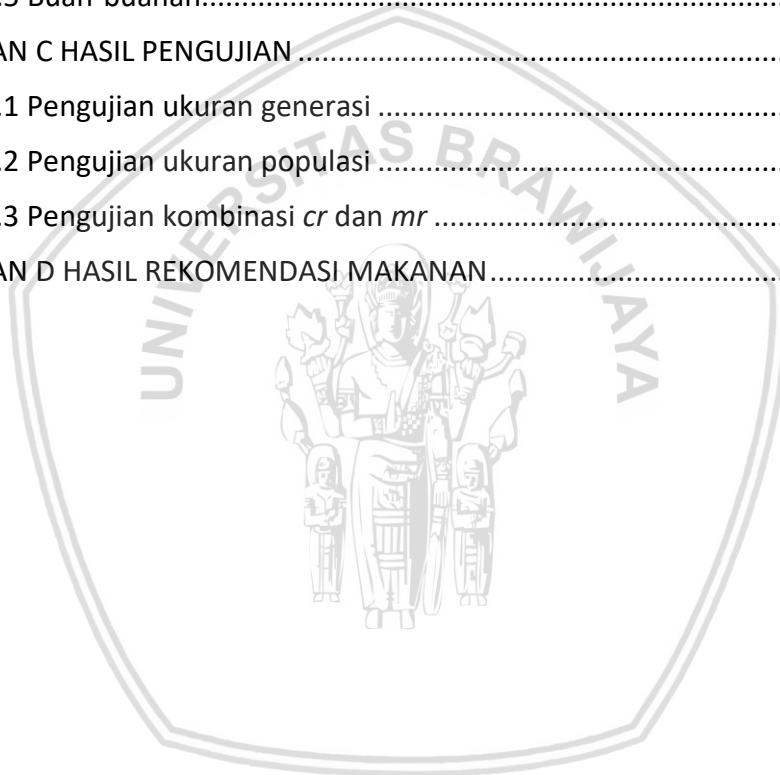 .5 Buah-buahan
AN C HASIL PENGUJIAN
.1 Pengujian ukuran generasi
.2 Pengujian ukuran populasi
.3 Pengujian kombinasi cr dan mr
AN D HASIL REKOMENDASI MAKANAN
UNIVERSITAS BRAWIJAYA